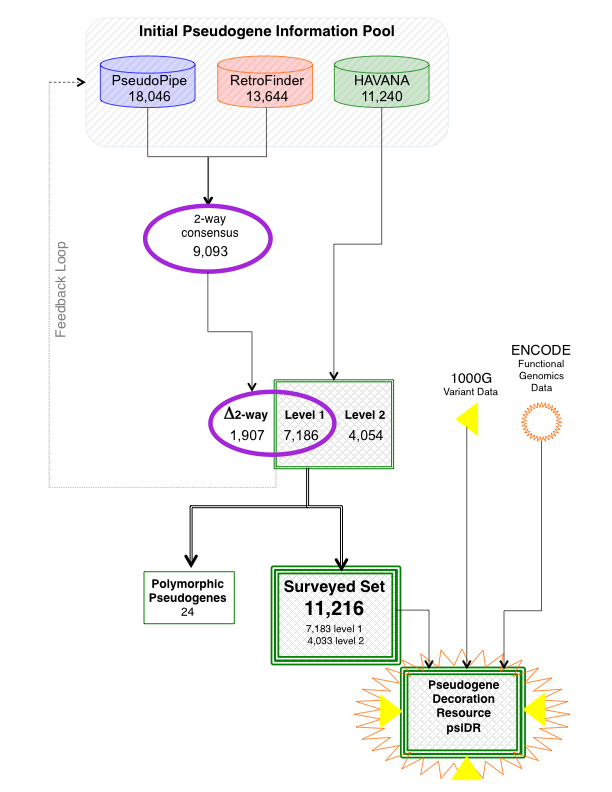 Initial Pseudogene Information Pool
PseudoPipe
18,046
RetroFinder
13,644
HAVANA
11,240
2-way
consensus
9,093
Feedback Loop
ENCODE
Functional
Genomics
Data
1000G
Variant Data
Δ2-way
1,907
Level 1
7,186
Level 2
4,054
Polymorphic
Pseudogenes
24
Surveyed Set
11,216
7,183 level 1
4,033 level 2
Pseudogene
Decoration
Resource
psiDR